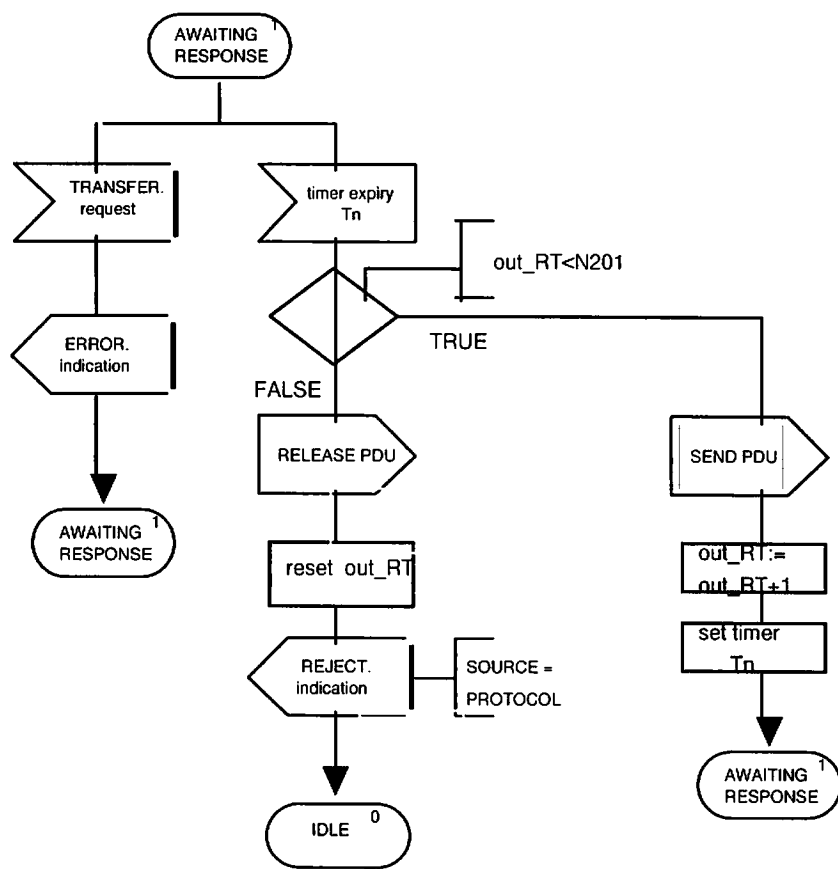 AWAITING 1
RESPONSE
TRANSFER.
request
timer expiry
Tn
out_RT<N201
TRUE
ERROR.
indication
FALSE
RELEASE PDU
SEND PDU
AWAITING 1
RESPONSE
reset out_RT
out_RT:=
out_RT+1
set timer
Tn
REJECT.
indication
SOURCE =
PROTOCOL
AWAITING 1
RESPONSE
IDLE 0